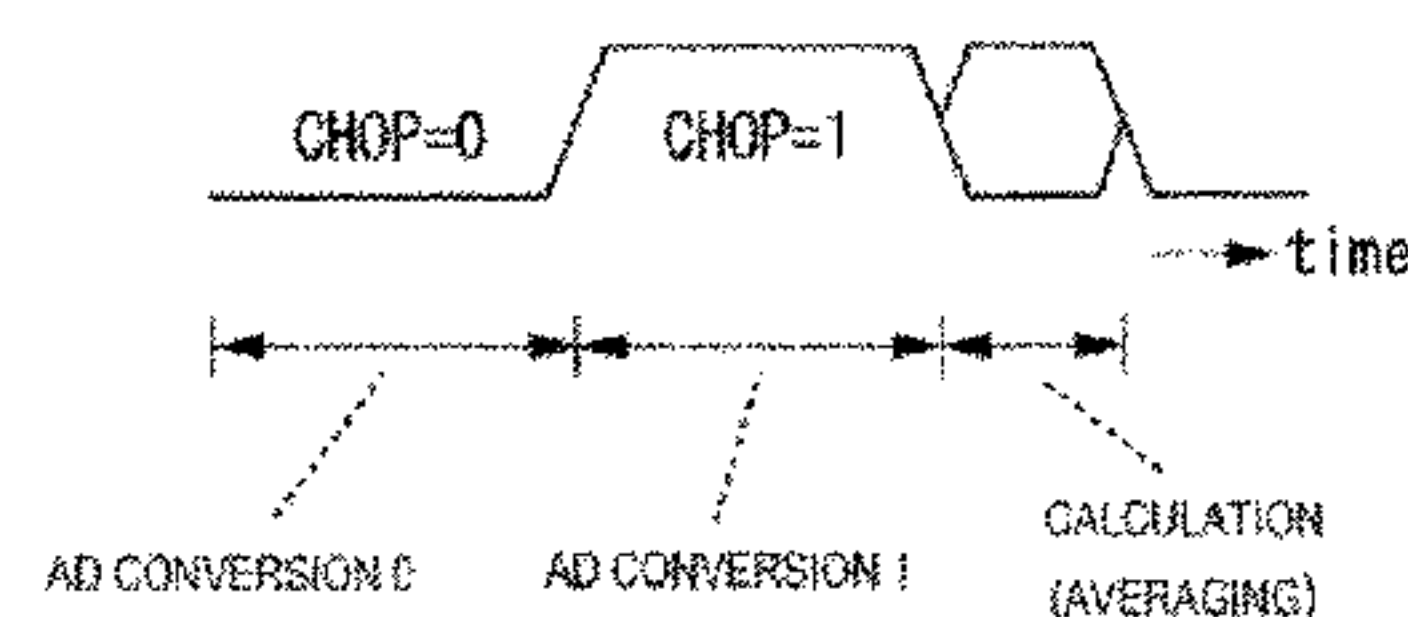 CHOP=0
CHOP=1
time
AD CONVERSION 0
AD CONVERSION 1
CALCULATION
(AVERAGING)